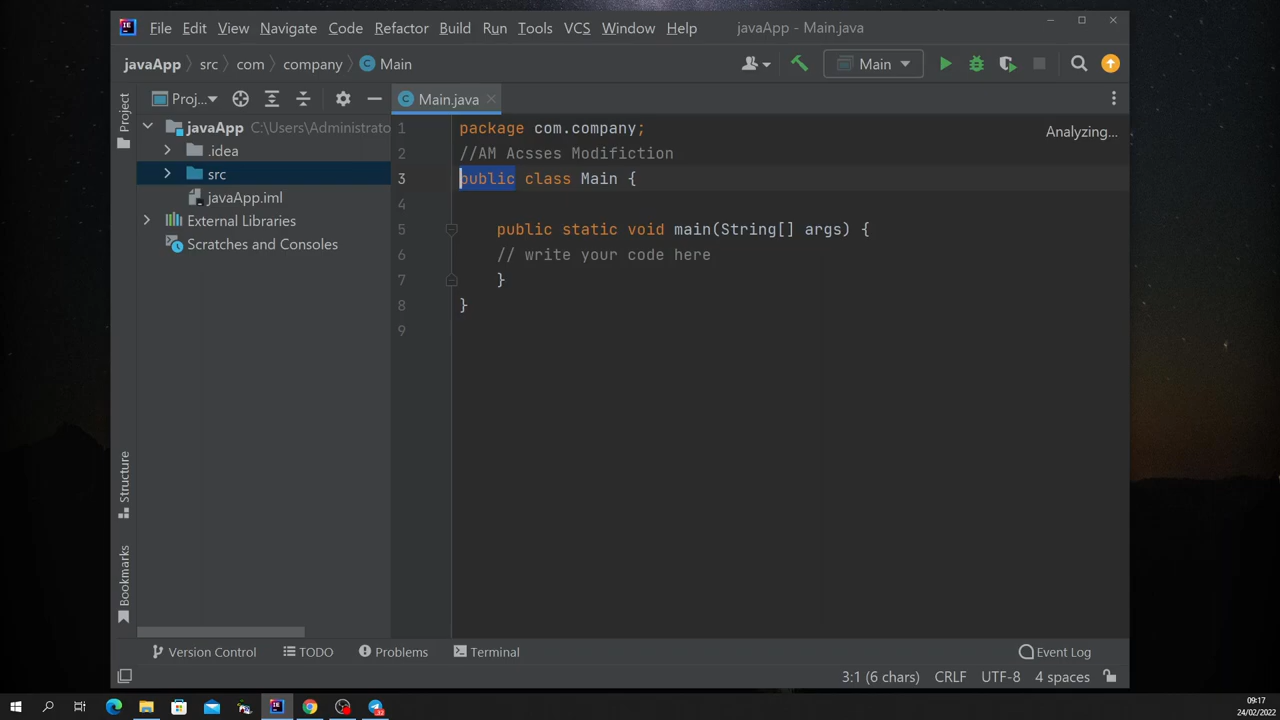 File Edit View Navigate Code Refactor Build Run Tools VCS Window Help javaApp - Main.java
javaApp src com company Main Main
Project
Proj...
Main.java
javaApp C:\Users\Administrato
.idea
src
javaApp.iml
External Libraries
Scratches and Consoles
Structure
Bookmarks
Analyzing...
1 package com.company;
2 //AM Acsses Modifiction
3 public class Main {
4
5 public static void main(String[] args) {
6 // write your code here
7 }
8 }
9
Version Control TODO Problems Terminal Event Log
3:1 (6 chars) CRLF UTF-8 4 spaces
09:17
24/02/2022